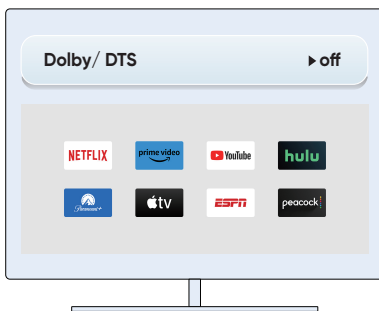 Dolby/ DTS ▸off
NETFLIX prime video YouTube hulu
Paramount+ tv ESPN peacock